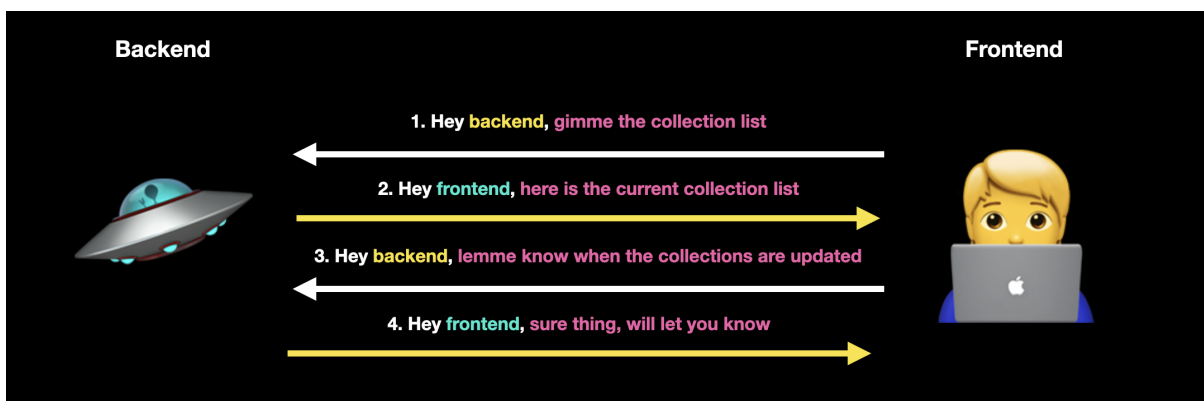 Backend
Frontend
1. Hey backend, gimme the collection list
2. Hey frontend, here is the current collection list
3. Hey backend, lemme know when the collections are updated
4. Hey frontend, sure thing, will let you know